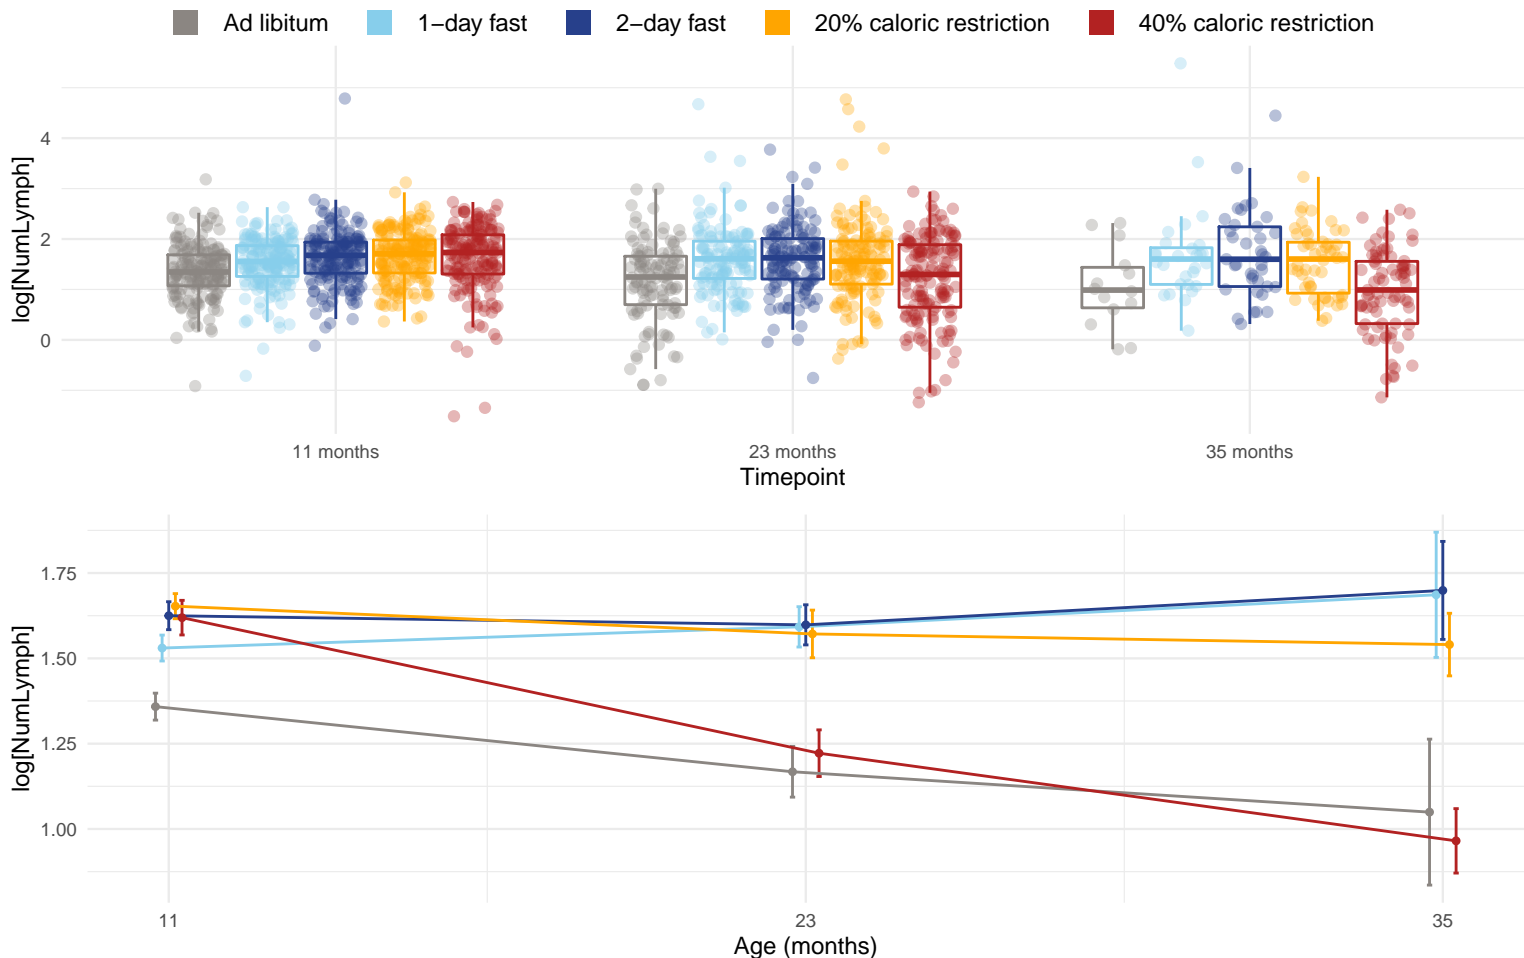 Ad libitum 1−day fast 2−day fast 20% caloric restriction 40% caloric restriction
log[NumLymph]
4
2
0
11 months 23 months 35 months
Timepoint
log[NumLymph]
1.75
1.50
1.25
1.00
11 23 35
Age (months)